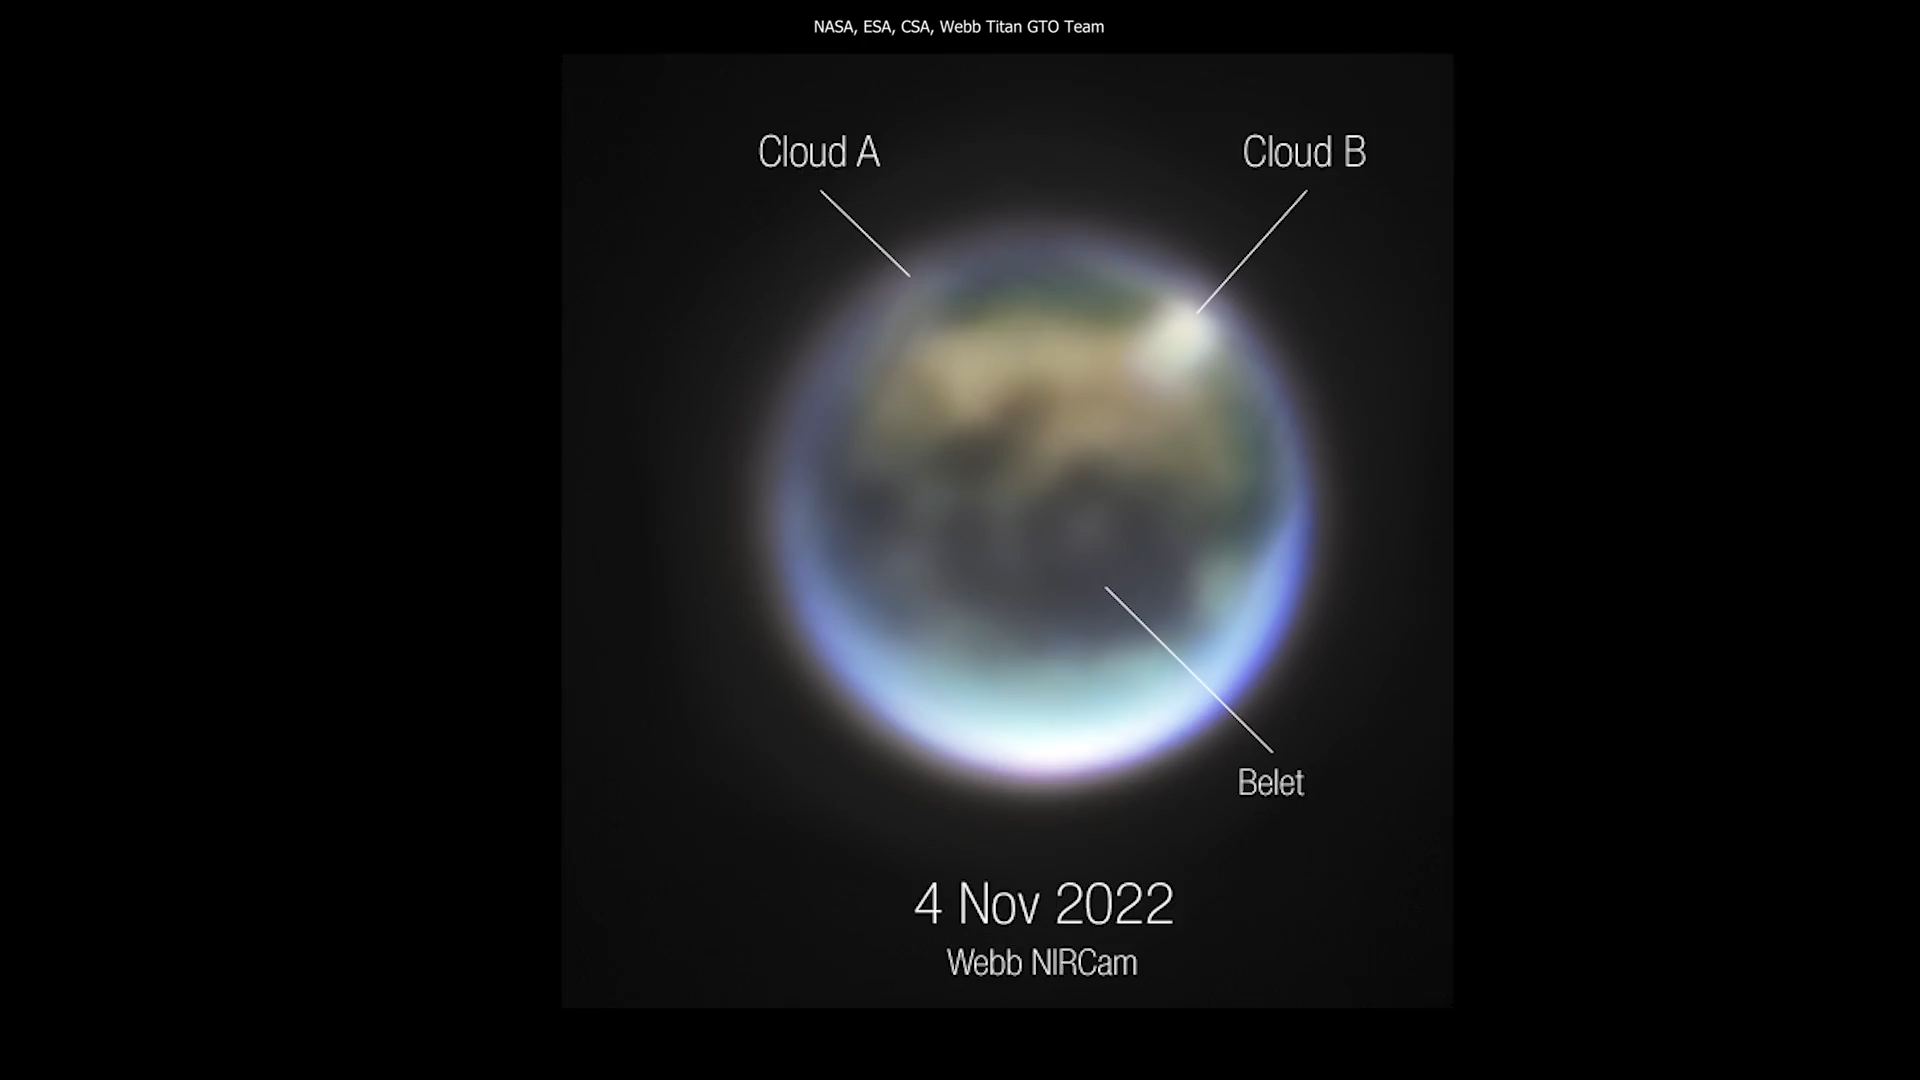 NASA, ESA, CSA, Webb Titan GTO Team
Cloud A
Cloud B
Belet
4 Nov 2022
Webb NIRCam